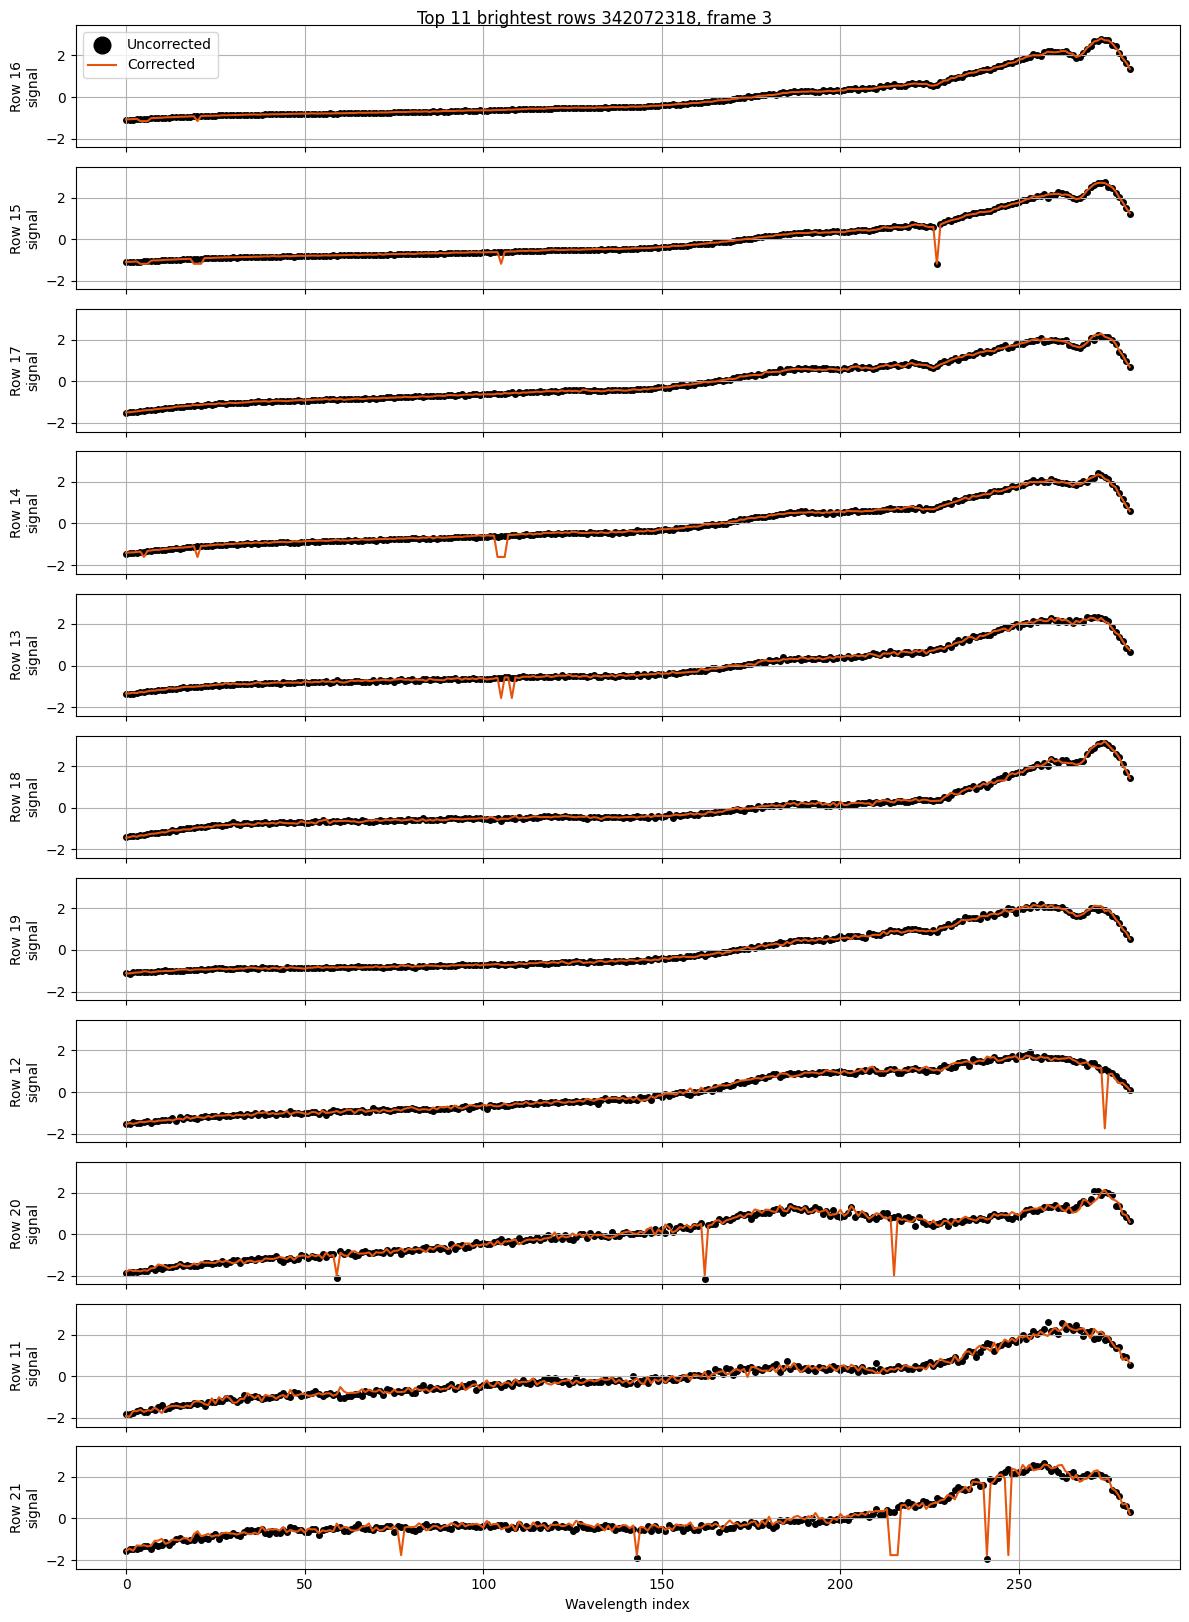 Top 11 brightest rows 342072318, frame 3
Uncorrected
Corrected
Row 16
signal
2
0
−2
Row 15
signal
2
0
−2
Row 17
signal
2
0
−2
Row 14
signal
2
0
−2
Row 13
signal
2
0
−2
Row 18
signal
2
0
−2
Row 19
signal
2
0
−2
Row 12
signal
2
0
−2
Row 20
signal
2
0
−2
Row 11
signal
2
0
−2
Row 21
signal
2
0
−2
0 50 100 150 200 250
Wavelength index